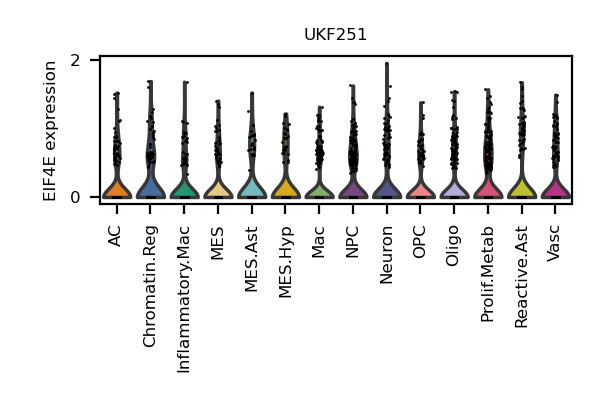 UKF251
EIF4E expression
2
0
AC
Chromatin.Reg
Inflammatory.Mac
MES
MES.Ast
MES.Hyp
Mac
NPC
Neuron
OPC
Oligo
Prolif.Metab
Reactive.Ast
Vasc